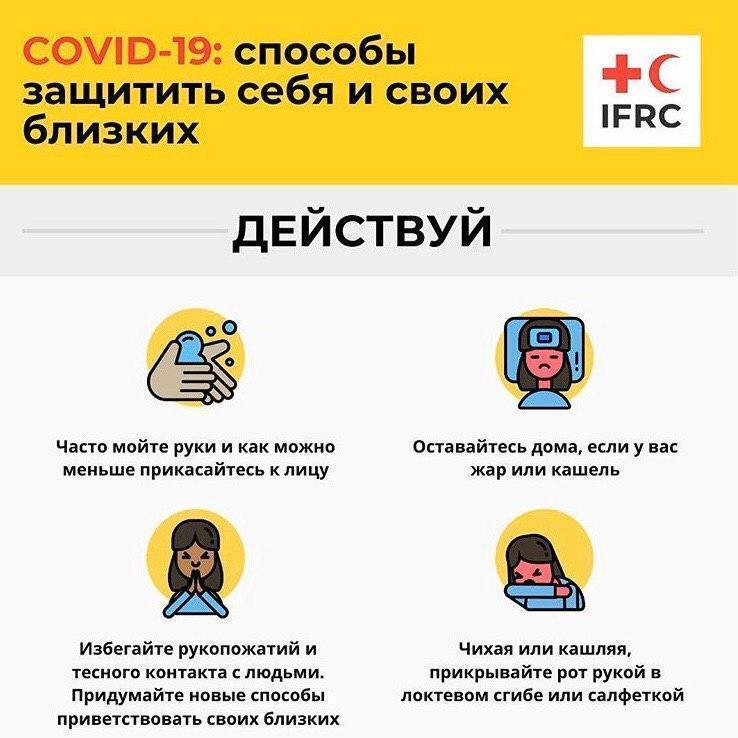 COVID-19: способы
защитить себя и своих
близких
IFRC
ДЕЙСТВУЙ
Часто мойте руки и как можно
меньше прикасайтесь к лицу
Оставайтесь дома, если у вас
жар или кашель
Избегайте рукопожатий и
тесного контакта с людьми.
Придумайте новые способы
приветствовать своих близких
Чихая или кашляя,
прикрывайте рот рукой в
локтевом сгибе или салфеткой